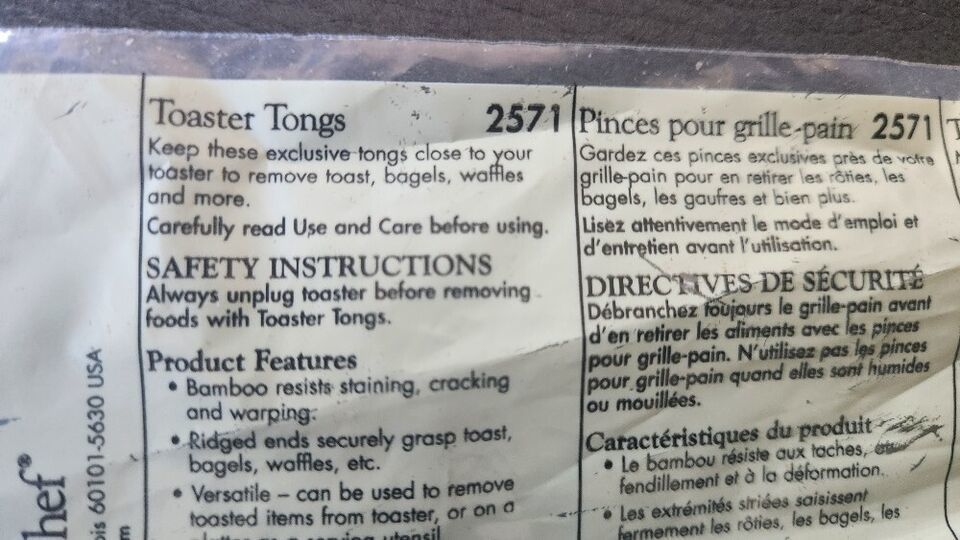 Toaster Tongs 2571
Keep these exclusive tongs close to your
toaster to remove toast, bagels, waffles
and more.
Carefully read Use and Care before using.
SAFETY INSTRUCTIONS
Always unplug toaster before removing
foods with Toaster Tongs.
Product Features
• Bamboo resists staining, cracking
and warping.
• Ridged ends securely grasp toast,
bagels, waffles, etc.
• Versatile – can be used to remove
toasted items from toaster, or on a
as a serving utensil
Pinces pour grille-pain 2571
Gardez ces pinces exclusives près de votre
grille-pain pour en retirer les rôties, les
bagels, les gaufres et bien plus.
Lisez attentivement le mode d'emploi et
d'entretien avant l'utilisation.
DIRECTIVES DE SÉCURITÉ
Débranchez toujours le grille-pain avant
d'en retirer les aliments avec les pinces
pour grille-pain. N'utilisez pas les pinces
pour grille-pain quand elles sont humides
ou mouillées.
Caractéristiques du produit
• Le bambou résiste aux taches, au
fendillement et à la déformation.
• Les extrémités striées saisissent
fermement les rôties, les bagels, les
hef®
ois 60101-5630 USA
m